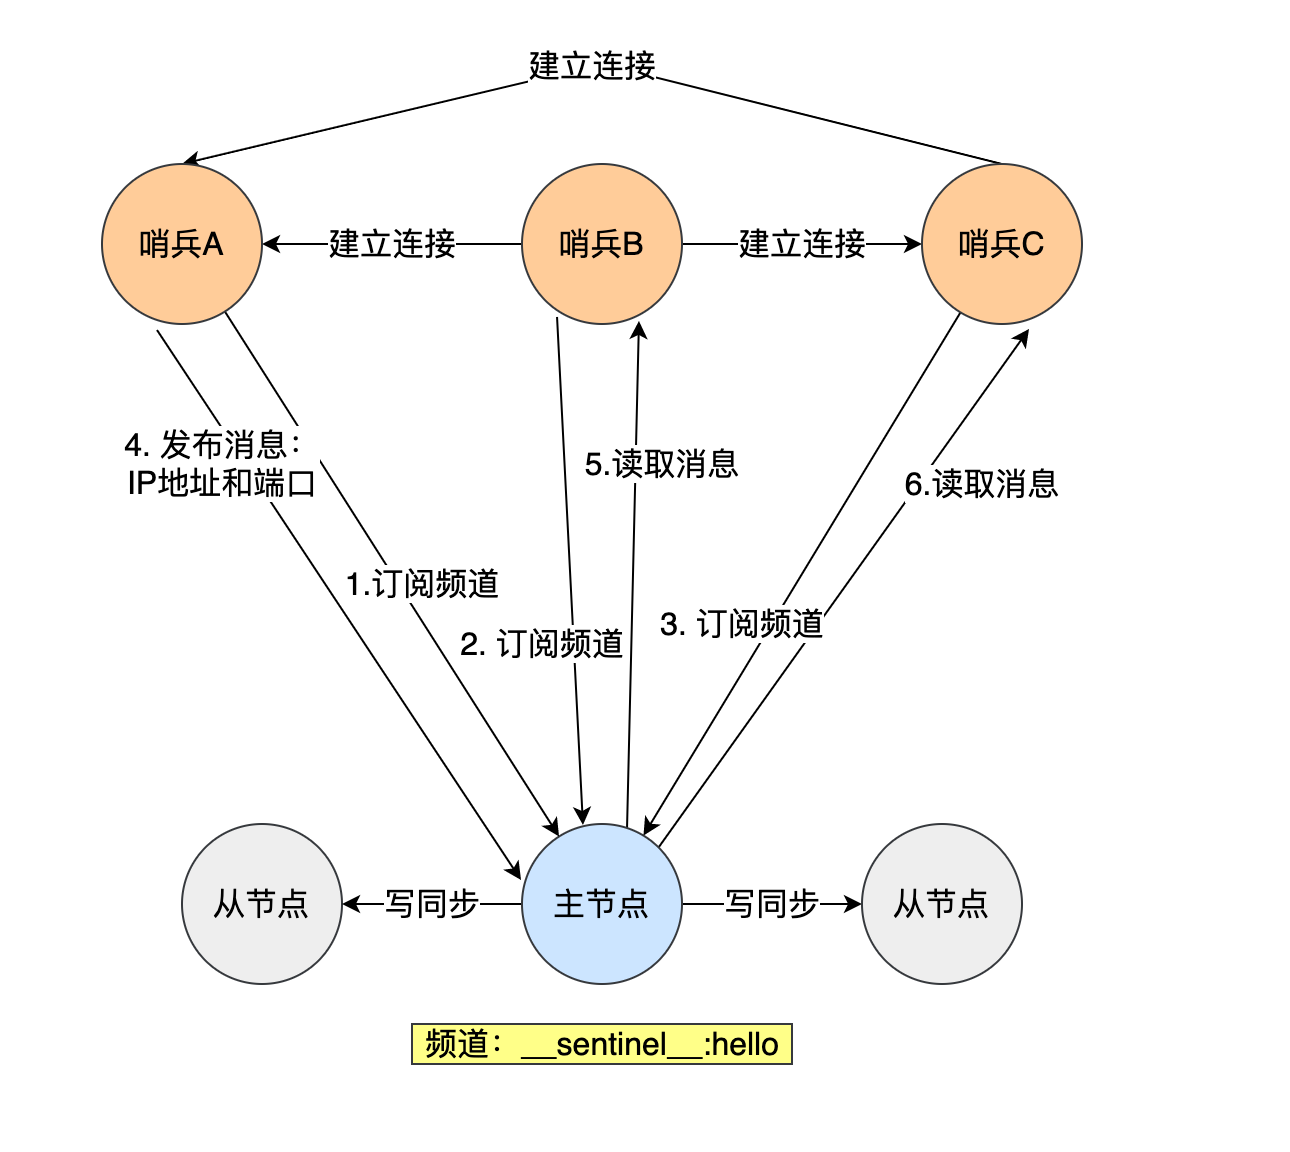 建立连接
哨兵A
建立连接
哨兵B
建立连接
哨兵C
4. 发布消息：
IP地址和端口
5.读取消息
6.读取消息
1.订阅频道
2. 订阅频道
3. 订阅频道
从节点
写同步
主节点
写同步
从节点
频道：__sentinel__:hello